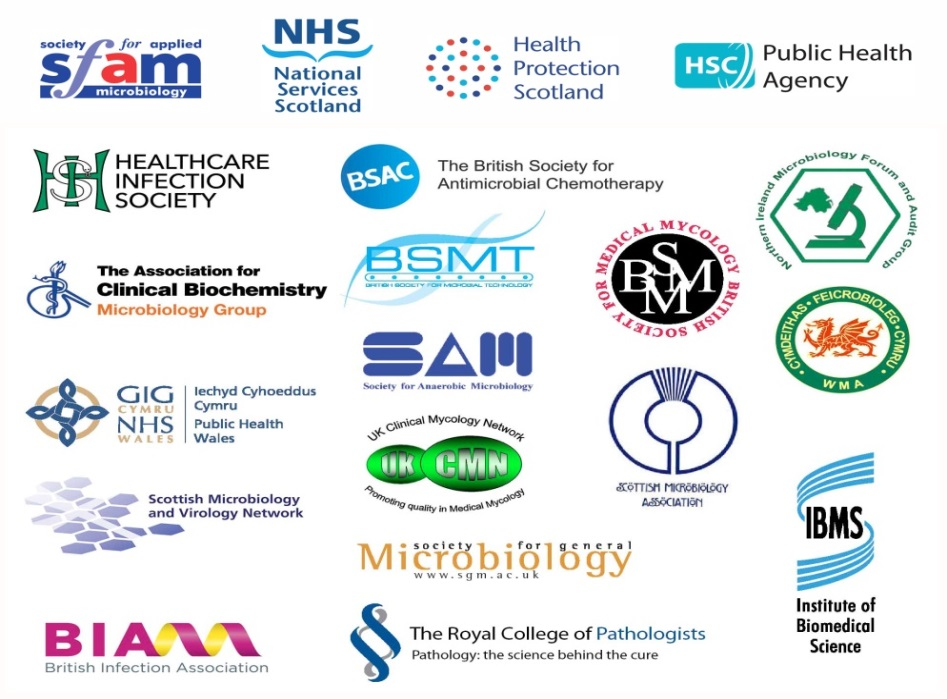 society for applied
sfam
microbiology
NHS
National
Services
Scotland
Health
Protection
Scotland
HSC
Public Health
Agency
HIS
HEALTHCARE
INFECTION
SOCIETY
BSAC
The British Society for
Antimicrobial Chemotherapy
Northern Ireland Microbiology Forum and Audit Group
The Association for
Clinical Biochemistry
Microbiology Group
BSMT
BRITISH SOCIETY FOR MICROBIAL TECHNOLOGY
BRITISH SOCIETY FOR MEDICAL MYCOLOGY
BSMM
CYMDEITHAS • FEICROBIOLEG • CYMRU
WMA
SAM
Society for Anaerobic Microbiology
GIG
CYMRU
NHS
WALES
Iechyd Cyhoeddus
Cymru
Public Health
Wales
UK Clinical Mycology Network
UK CMN
Promoting quality in Medical Mycology
SCOTTISH MICROBIOLOGY
ASSOCIATION
Scottish Microbiology
and Virology Network
IBMS
Institute of
Biomedical
Science
society for general
Microbiology
www.sgm.ac.uk
BIA
British Infection Association
The Royal College of Pathologists
Pathology: the science behind the cure